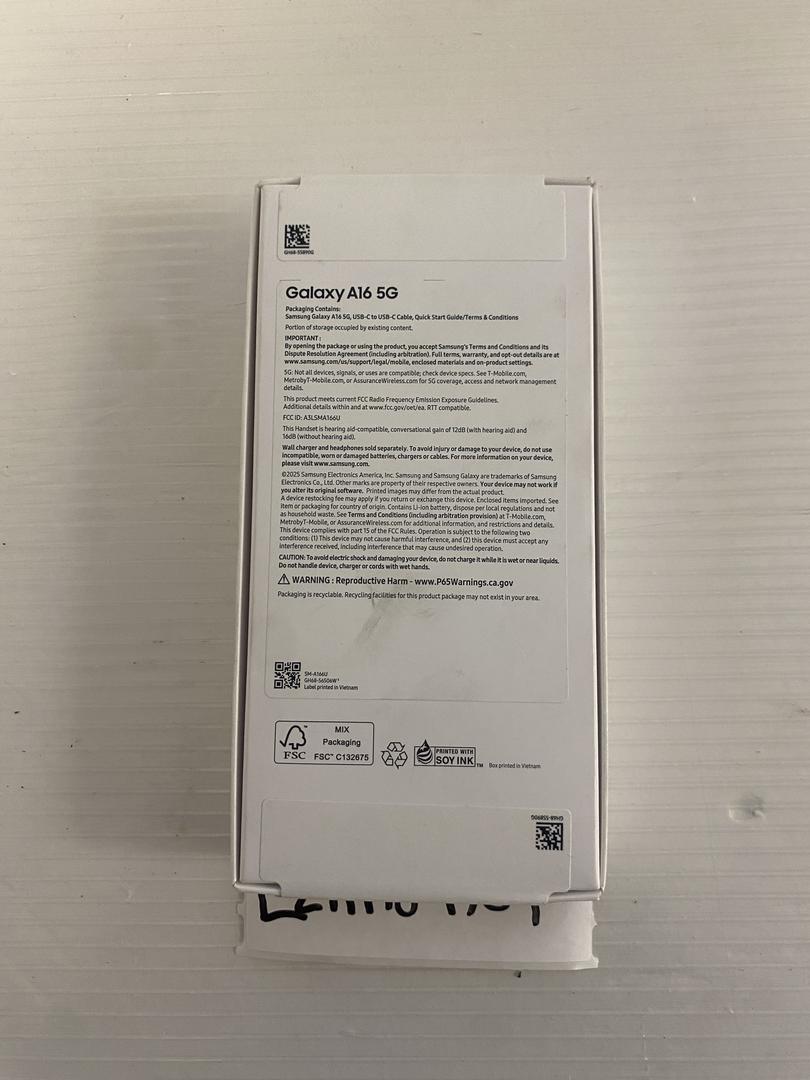 GH68-55890G
Galaxy A16 5G
Packaging Contains:
Samsung Galaxy A16 5G, USB-C to USB-C Cable, Quick Start Guide/Terms & Conditions
Portion of storage occupied by existing content.
IMPORTANT :
By opening the package or using the product, you accept Samsung's Terms and Conditions and its
Dispute Resolution Agreement (including arbitration). Full terms, warranty, and opt-out details are at
www.samsung.com/us/support/legal/mobile, enclosed materials and on-product settings.
5G: Not all devices, signals, or uses are compatible; check device specs. See T-Mobile.com,
MetrobyT-Mobile.com, or AssuranceWireless.com for 5G coverage, access and network management
details.
This product meets current FCC Radio Frequency Emission Exposure Guidelines.
Additional details within and at www.fcc.gov/oet/ea. RTT compatible.
FCC ID: A3LSMA166U
This Handset is hearing aid-compatible, conversational gain of 12dB (with hearing aid) and
16dB (without hearing aid).
Wall charger and headphones sold separately. To avoid injury or damage to your device, do not use
incompatible, worn or damaged batteries, chargers or cables. For more information on your device,
please visit www.samsung.com.
©2025 Samsung Electronics America, Inc. Samsung and Samsung Galaxy are trademarks of Samsung
Electronics Co., Ltd. Other marks are property of their respective owners. Your device may not work if
you alter its original software. Printed images may differ from the actual product.
A device restocking fee may apply if you return or exchange this device. Enclosed items imported. See
item or packaging for country of origin. Contains Li-ion battery, dispose per local regulations and not
as household waste. See Terms and Conditions (including arbitration provision) at T-Mobile.com,
MetrobyT-Mobile, or AssuranceWireless.com for additional information, and restrictions and details.
This device complies with part 15 of the FCC Rules. Operation is subject to the following two
conditions: (1) This device may not cause harmful interference, and (2) this device must accept any
interference received, including interference that may cause undesired operation.
CAUTION: To avoid electric shock and damaging your device, do not charge it while it is wet or near liquids.
Do not handle device, charger or cords with wet hands.
WARNING : Reproductive Harm - www.P65Warnings.ca.gov
Packaging is recyclable. Recycling facilities for this product package may not exist in your area.
SM-A166U
GH68-56506W
Label printed in Vietnam
FSC™
MIX
Packaging
FSC™ C132675
PRINTED WITH
SOY INK™
Box printed in Vietnam
GH68-55890G